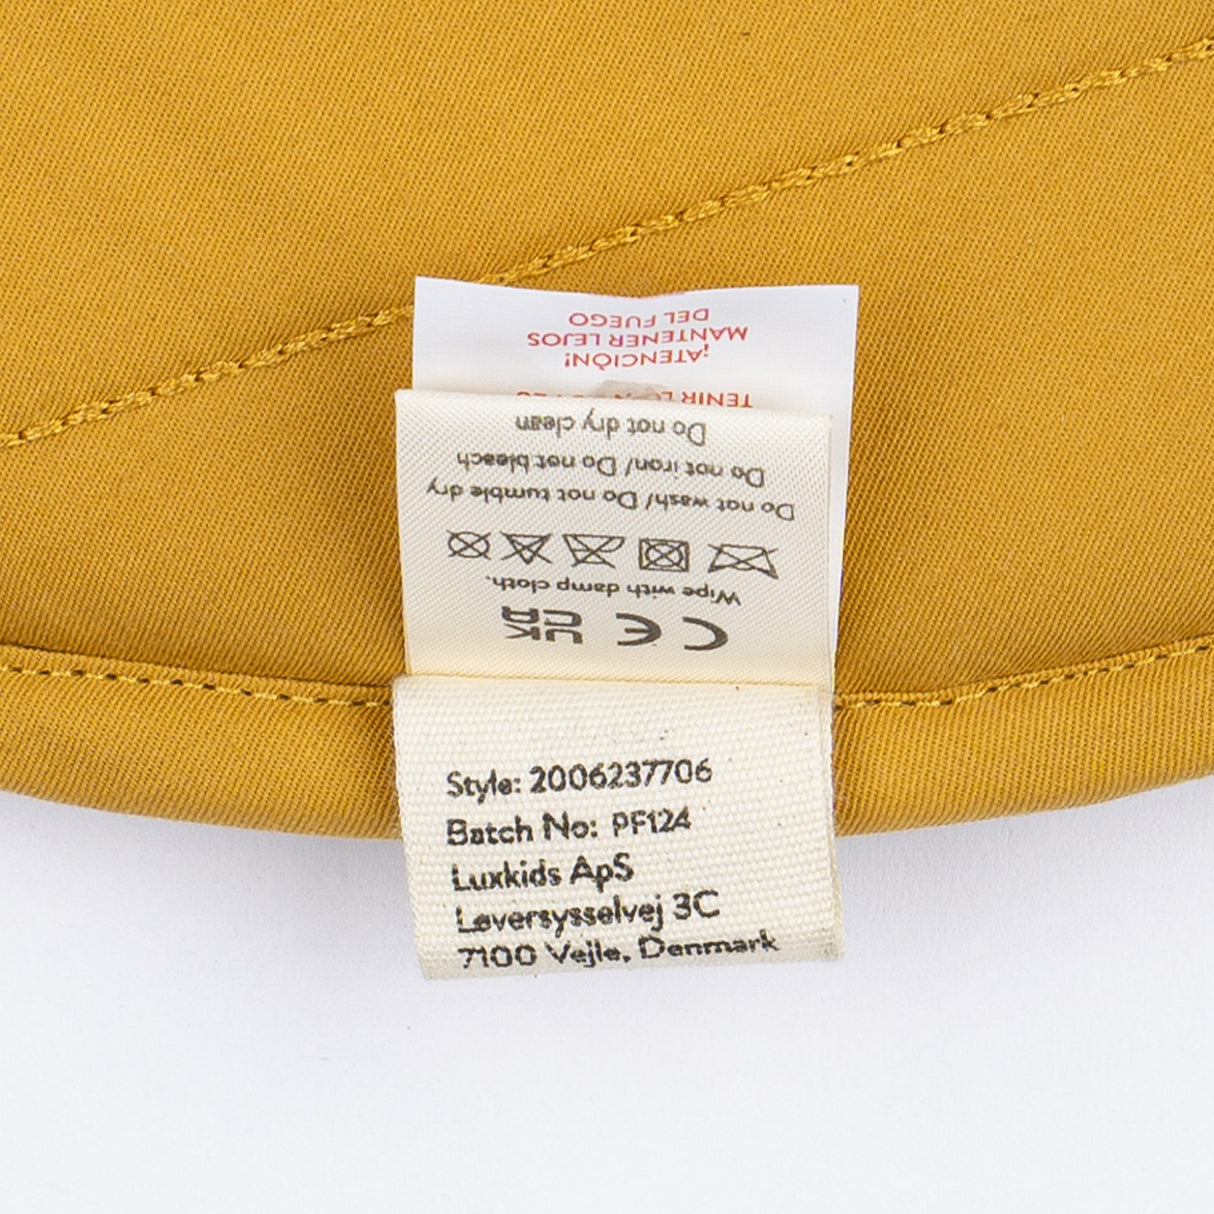 DEL FUEGO
MANTENER LEJOS
¡ATENCIÒN!
TENIR
Do not dry clean
Do not iron/ Do not bleach
Do not wash/ Do not tumble dry
Wipe with damp cloth.
CE UK CA
Style: 2006237706
Batch No: PF124
Luxkids ApS
Løversysselvej 3C
7100 Vejle, Denmark